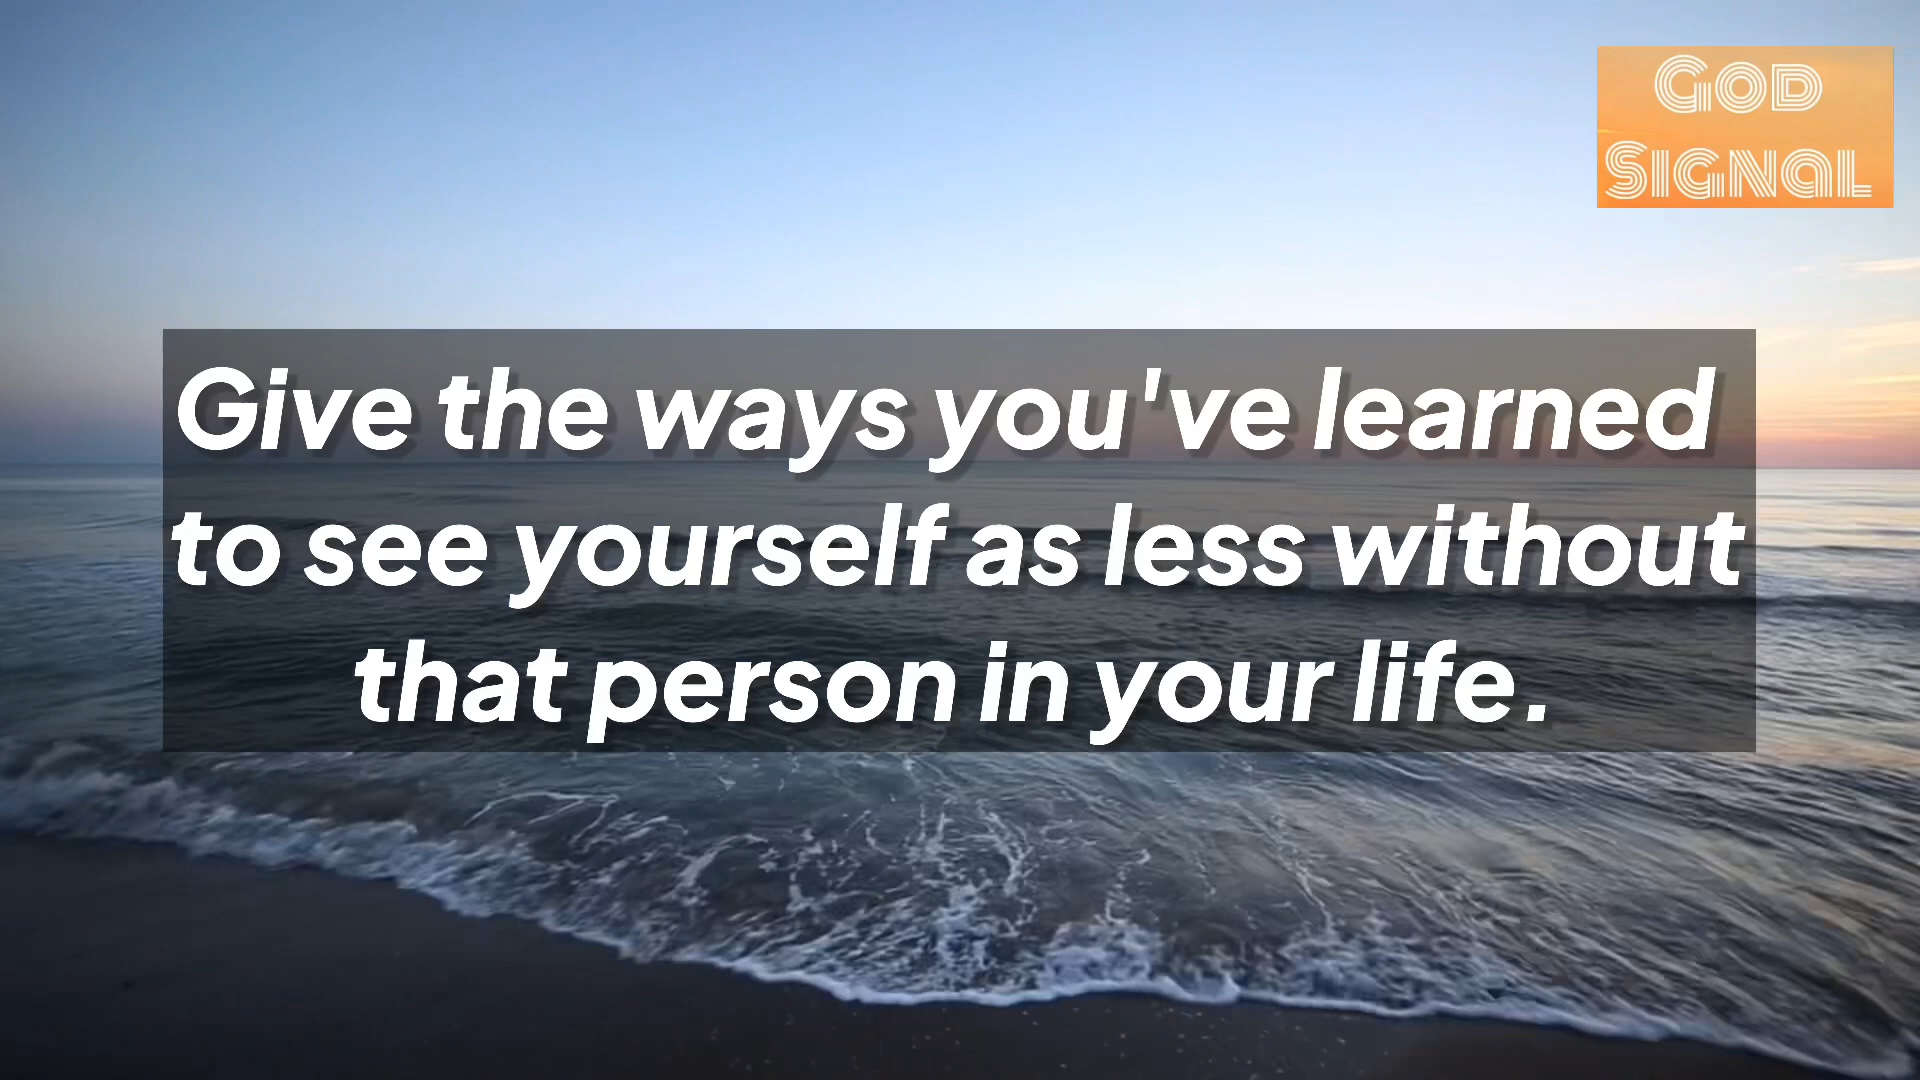 God
Signal
Give the ways you've learned
to see yourself as less without
that person in your life.